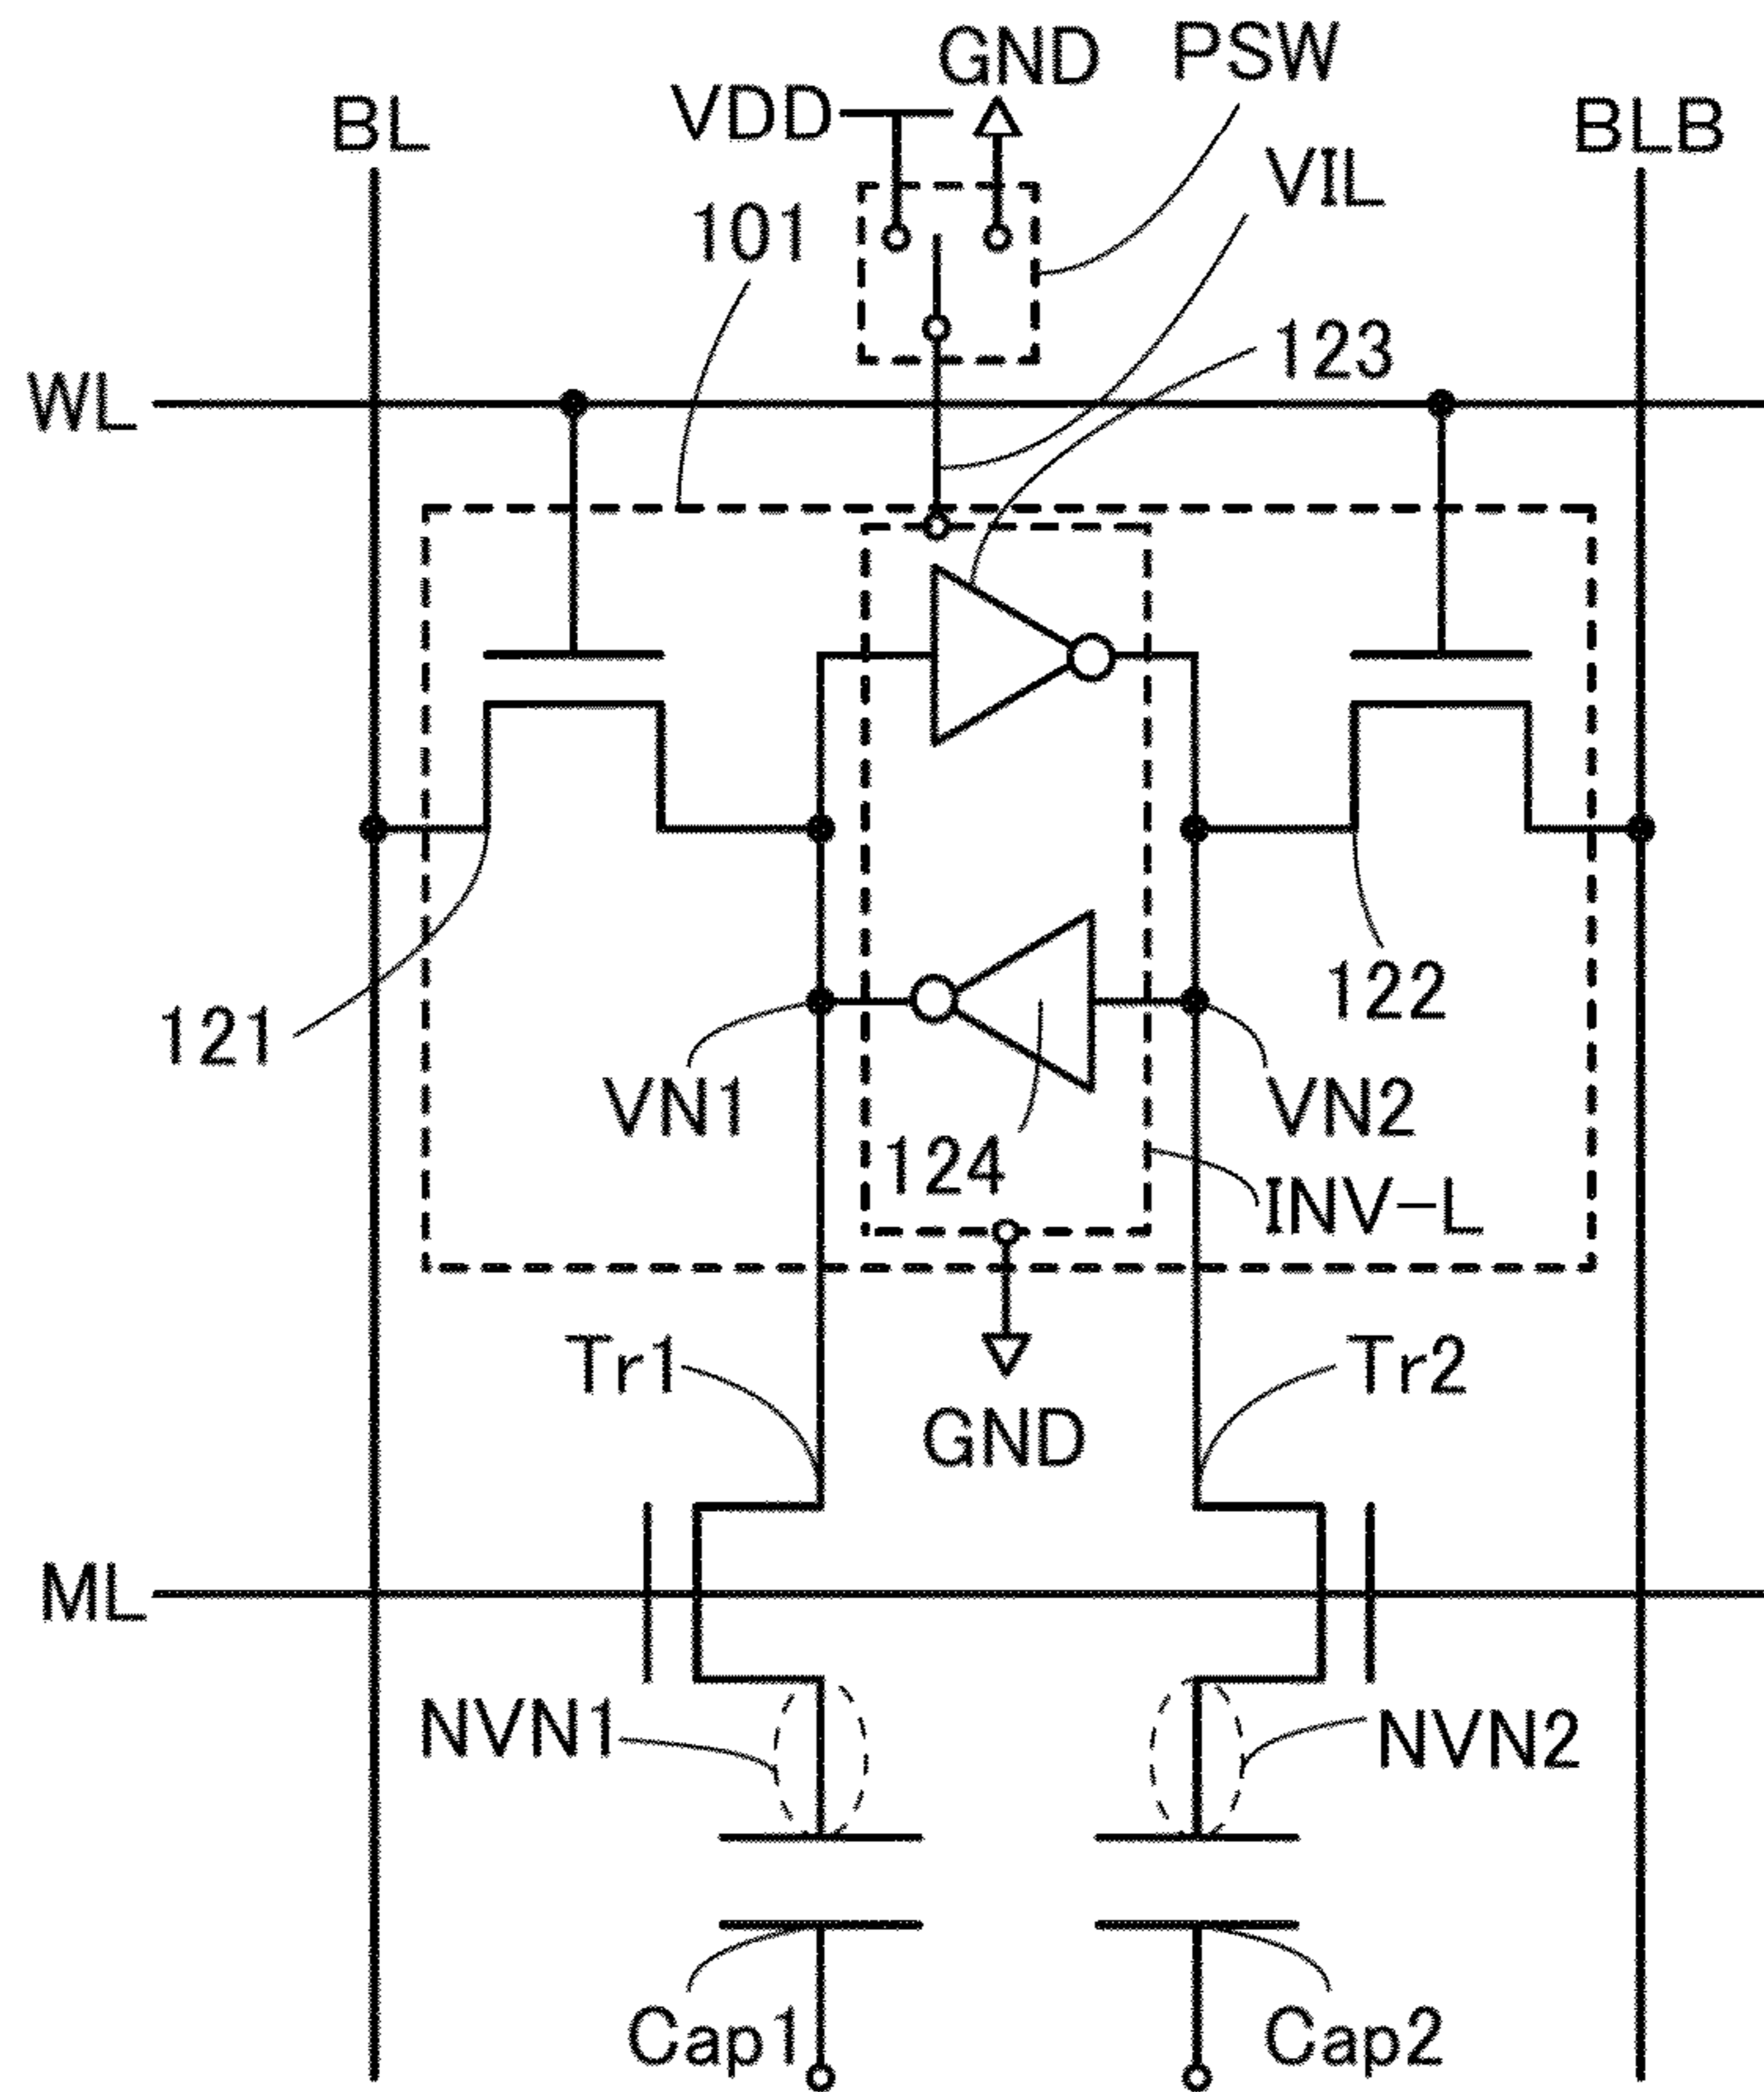 GND
PSW
VDD
BL
BLB
VIL
101
123
WL
121
122
VN1
VN2
124
INV-L
Tr1
Tr2
GND
ML
NVN1
NVN2
Cap1
Cap2